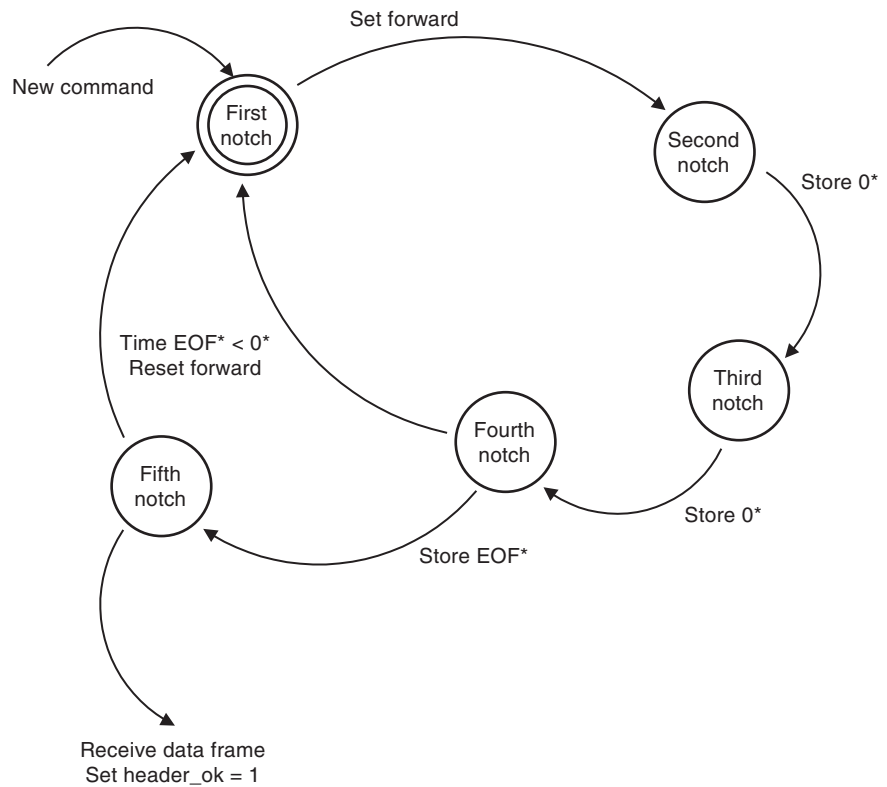 Set forward
New command
First
notch
Second
notch
Store 0*
Time EOF* < 0*
Reset forward
Third
notch
Fourth
notch
Fifth
notch
Store 0*
Store EOF*
Receive data frame
Set header_ok = 1